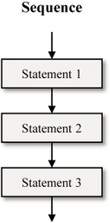 Sequence
Statement 1
Statement 2
Statement 3